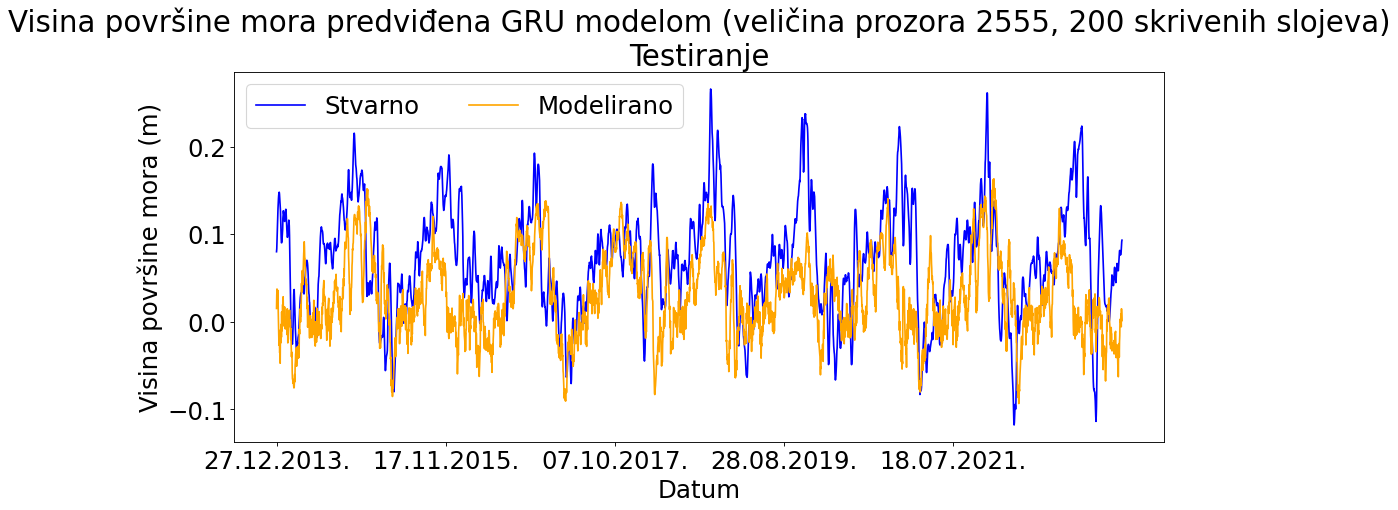 Visina površine mora predviđena GRU modelom (veličina prozora 2555, 200 skrivenih slojeva)
Testiranje
Stvarno Modelirano
Visina površine mora (m)
0.2
0.1
0.0
−0.1
27.12.2013. 17.11.2015. 07.10.2017. 28.08.2019. 18.07.2021.
Datum